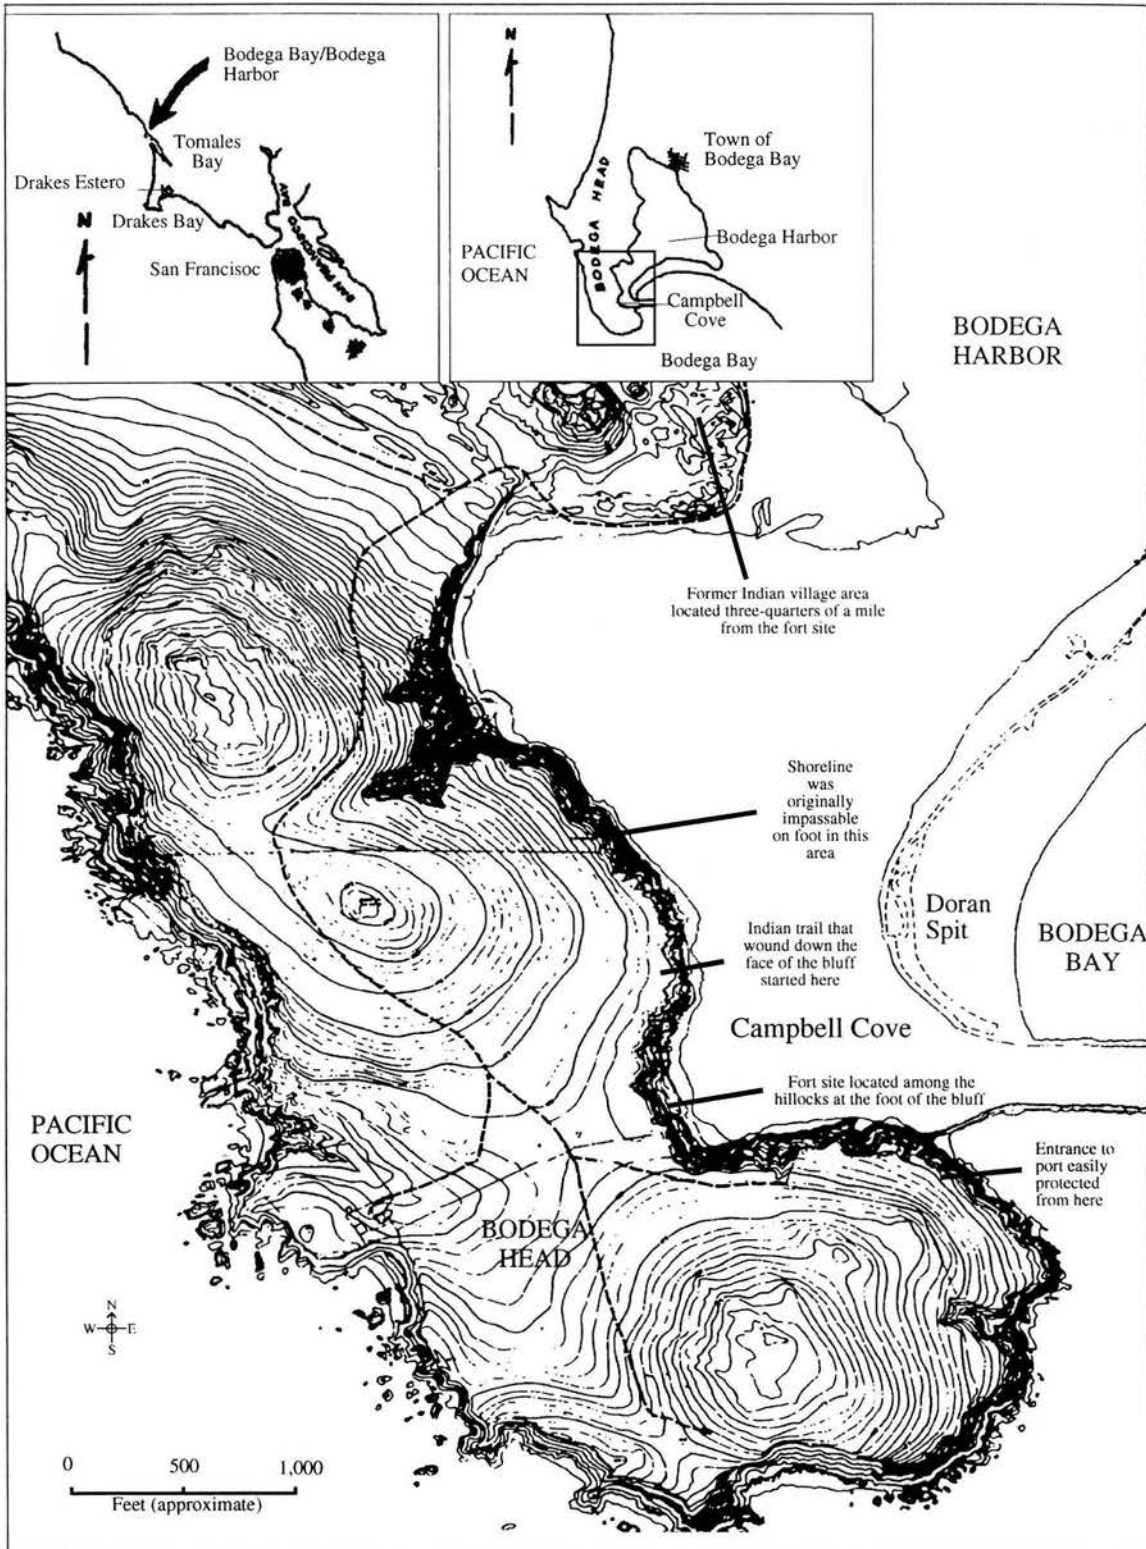 Bodega Bay/Bodega
Harbor
Tomales
Bay
Drakes Estero
N
Drakes Bay
San Francisoc
SAN FRANCISCO BAY
N
Town of
Bodega Bay
BODEGA HEAD
Bodega Harbor
PACIFIC
OCEAN
Campbell
Cove
Bodega Bay
BODEGA
HARBOR
Former Indian village area
located three-quarters of a mile
from the fort site
Shoreline
was
originally
impassable
on foot in this
area
Doran
Spit
BODEGA
BAY
Indian trail that
wound down the
face of the bluff
started here
Campbell Cove
Fort site located among the
hillocks at the foot of the bluff
PACIFIC
OCEAN
Entrance to
port easily
protected
from here
BODEGA
HEAD
N
W E
S
0 500 1,000
Feet (approximate)